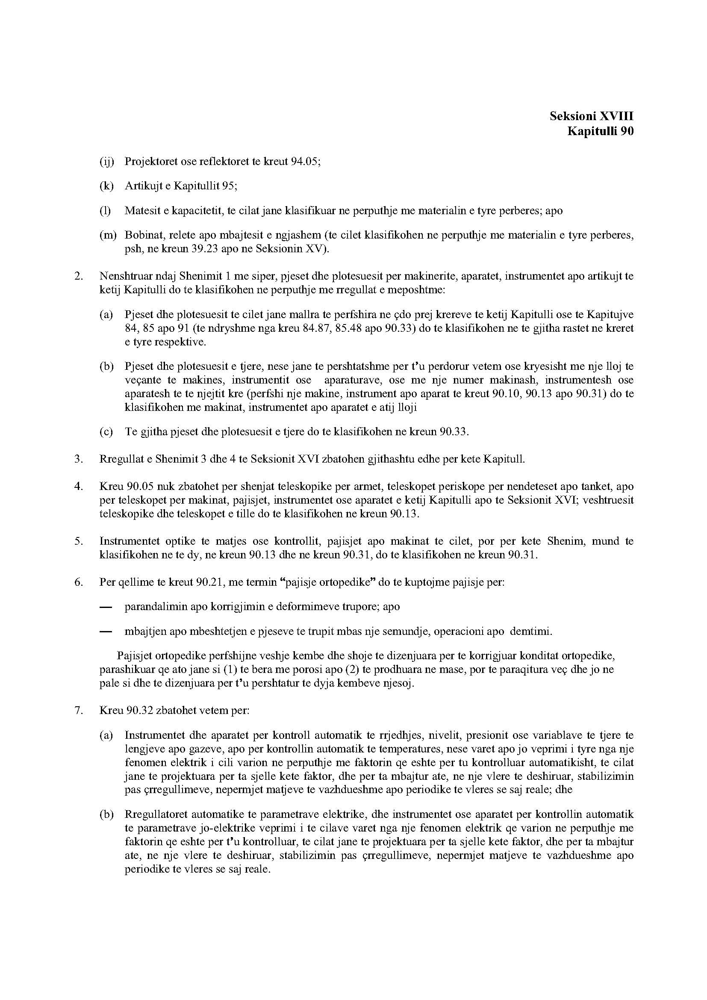 Seksioni XVIII
Kapitulli 90
(ij) Projektoret ose reflektoret te kreut 94.05;
(k) Artikujt e Kapitullit 95;
(l) Matesit e kapacitetit, te cilat jane klasifikuar ne perputhje me materialin e tyre perberes; apo
(m) Bobinat, relete apo mbajtesit e ngjashem (te cilet klasifikohen ne perputhje me materialin e tyre perberes,
psh, ne kreun 39.23 apo ne Seksionin XV).
2. Nenshtruar ndaj Shenimit 1 me siper, pjeset dhe plotesuesit per makinerite, aparatet, instrumentet apo artikujt te
ketij Kapitulli do te klasifikohen ne perputhje me rregullat e meposhtme:
(a) Pjeset dhe plotesuesit te cilet jane mallra te perfshira ne çdo prej krereve te ketij Kapitulli ose te Kapitujve
84, 85 apo 91 (te ndryshme nga kreu 84.87, 85.48 apo 90.33) do te klasifikohen ne te gjitha rastet ne kreret
e tyre respektive.
(b) Pjeset dhe plotesuesit e tjere, nese jane te pershtatshme per t’u perdorur vetem ose kryesisht me nje lloj te
veçante te makines, instrumentit ose aparaturave, ose me nje numer makinash, instrumentesh ose
aparatesh te te njejtit kre (perfshi nje makine, instrument apo aparat te kreut 90.10, 90.13 apo 90.31) do te
klasifikohen me makinat, instrumentet apo aparatet e atij lloji
(c) Te gjitha pjeset dhe plotesuesit e tjere do te klasifikohen ne kreun 90.33.
3. Rregullat e Shenimit 3 dhe 4 te Seksionit XVI zbatohen gjithashtu edhe per kete Kapitull.
4. Kreu 90.05 nuk zbatohet per shenjat teleskopike per armet, teleskopet periskope per nendeteset apo tanket, apo
per teleskopet per makinat, pajisjet, instrumentet ose aparatet e ketij Kapitulli apo te Seksionit XVI; veshtruesit
teleskopike dhe teleskopet e tille do te klasifikohen ne kreun 90.13.
5. Instrumentet optike te matjes ose kontrollit, pajisjet apo makinat te cilet, por per kete Shenim, mund te
klasifikohen ne te dy, ne kreun 90.13 dhe ne kreun 90.31, do te klasifikohen ne kreun 90.31.
6. Per qellime te kreut 90.21, me termin “pajisje ortopedike” do te kuptojme pajisje per:
— parandalimin apo korrigjimin e deformimeve trupore; apo
— mbajtjen apo mbeshtetjen e pjeseve te trupit mbas nje semundje, operacioni apo demtimi.
Pajisjet ortopedike perfshijne veshje kembe dhe shoje te dizenjuara per te korrigjuar konditat ortopedike,
parashikuar qe ato jane si (1) te bera me porosi apo (2) te prodhuara ne mase, por te paraqitura veç dhe jo ne
pale si dhe te dizenjuara per t’u pershtatur te dyja kembeve njesoj.
7. Kreu 90.32 zbatohet vetem per:
(a) Instrumentet dhe aparatet per kontroll automatik te rrjedhjes, nivelit, presionit ose variablave te tjere te
lengjeve apo gazeve, apo per kontrollin automatik te temperatures, nese varet apo jo veprimi i tyre nga nje
fenomen elektrik i cili varion ne perputhje me faktorin qe eshte per tu kontrolluar automatikisht, te cilat
jane te projektuara per ta sjelle kete faktor, dhe per ta mbajtur ate, ne nje vlere te deshiruar, stabilizimin
pas çrregullimeve, nepermjet matjeve te vazhdueshme apo periodike te vleres se saj reale; dhe
(b) Rregullatoret automatike te parametrave elektrike, dhe instrumentet ose aparatet per kontrollin automatik
te parametrave jo-elektrike veprimi i te cilave varet nga nje fenomen elektrik qe varion ne perputhje me
faktorin qe eshte per t’u kontrolluar, te cilat jane te projektuara per ta sjelle kete faktor, dhe per ta mbajtur
ate, ne nje vlere te deshiruar, stabilizimin pas çrregullimeve, nepermjet matjeve te vazhdueshme apo
periodike te vleres se saj reale.